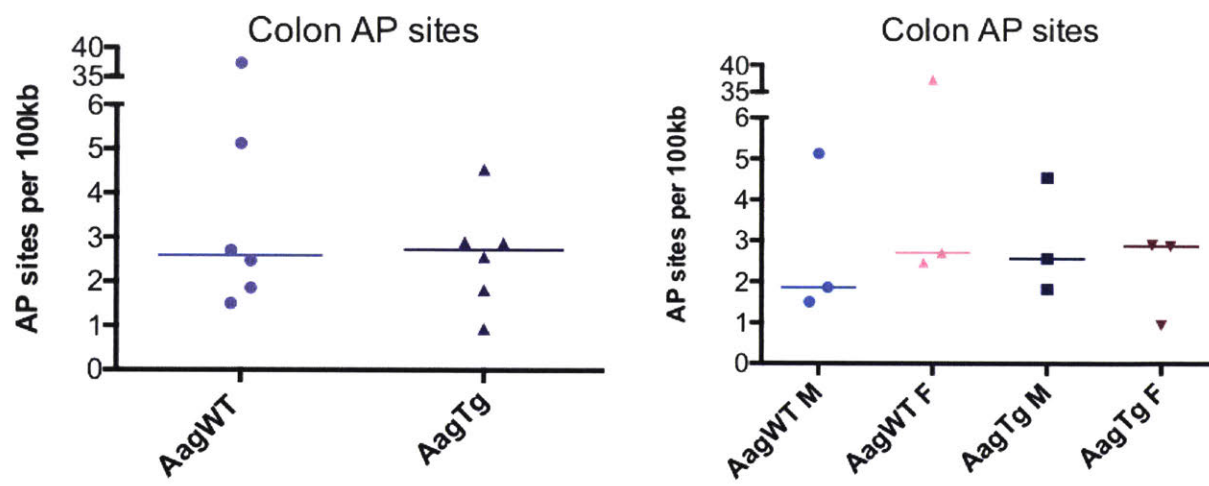 Colon AP sites
AP sites per 100kb
40
35
6
5
4
3
2
1
0
AagWT
AagTg
Colon AP sites
AP sites per 100kb
40
35
6
5
4
3
2
1
0
AagWT M
AagWT F
AagTg M
AagTg F